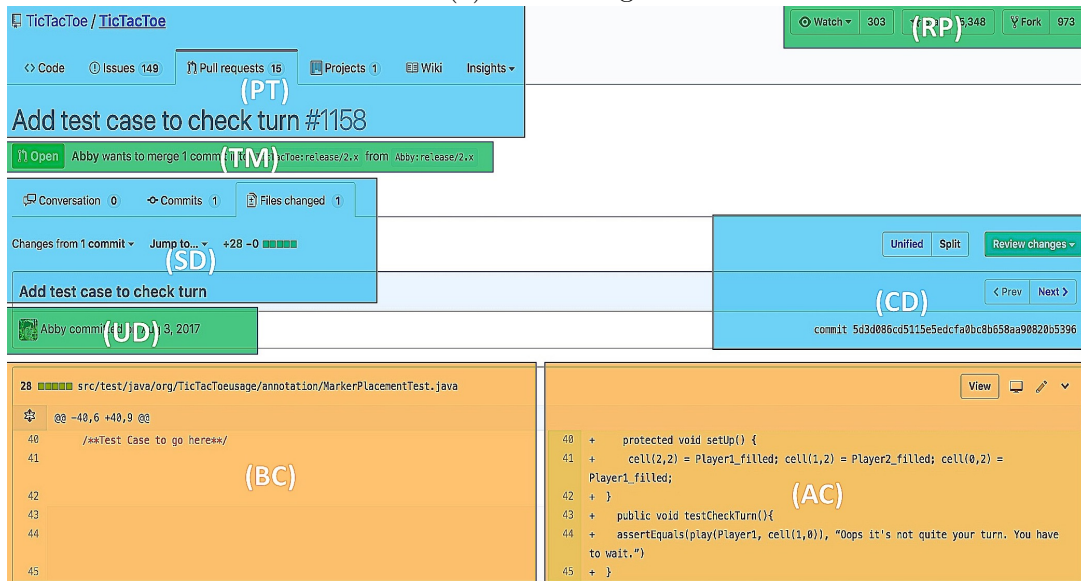 TicTacToe / TicTacToe
Watch 303 5,348 Fork 973
(RP)
Code Issues 149 Pull requests 15 Projects 1 Wiki Insights
(PT)
Add test case to check turn #1158
Open Abby wants to merge 1 commit TacToe:release/2.x from Abby:release/2.x
(TM)
Conversation 0 Commits 1 Files changed 1
Changes from 1 commit Jump to... +28 −0
Unified Split Review changes
(SD)
Add test case to check turn
Prev Next
(CD)
Abby committed Aug 3, 2017
(UD)
commit 5d3d086cd5115e5edcfa0bc8b658aa90820b5396
28 src/test/java/org/TicTacToeusage/annotation/MarkerPlacementTest.java
View
@@ -40,6 +40,9 @@
40 /**Test Case to go here**/
41
42
43
44
45
(BC)
40 + protected void setUp() {
41 + cell(2,2) = Player1_filled; cell(1,2) = Player2_filled; cell(0,2) =
Player1_filled;
42 + }
43 + public void testCheckTurn(){
44 + assertEquals(play(Player1, cell(1,0)), “Oops it's not quite your turn. You have
to wait.”)
45 + }
(AC)